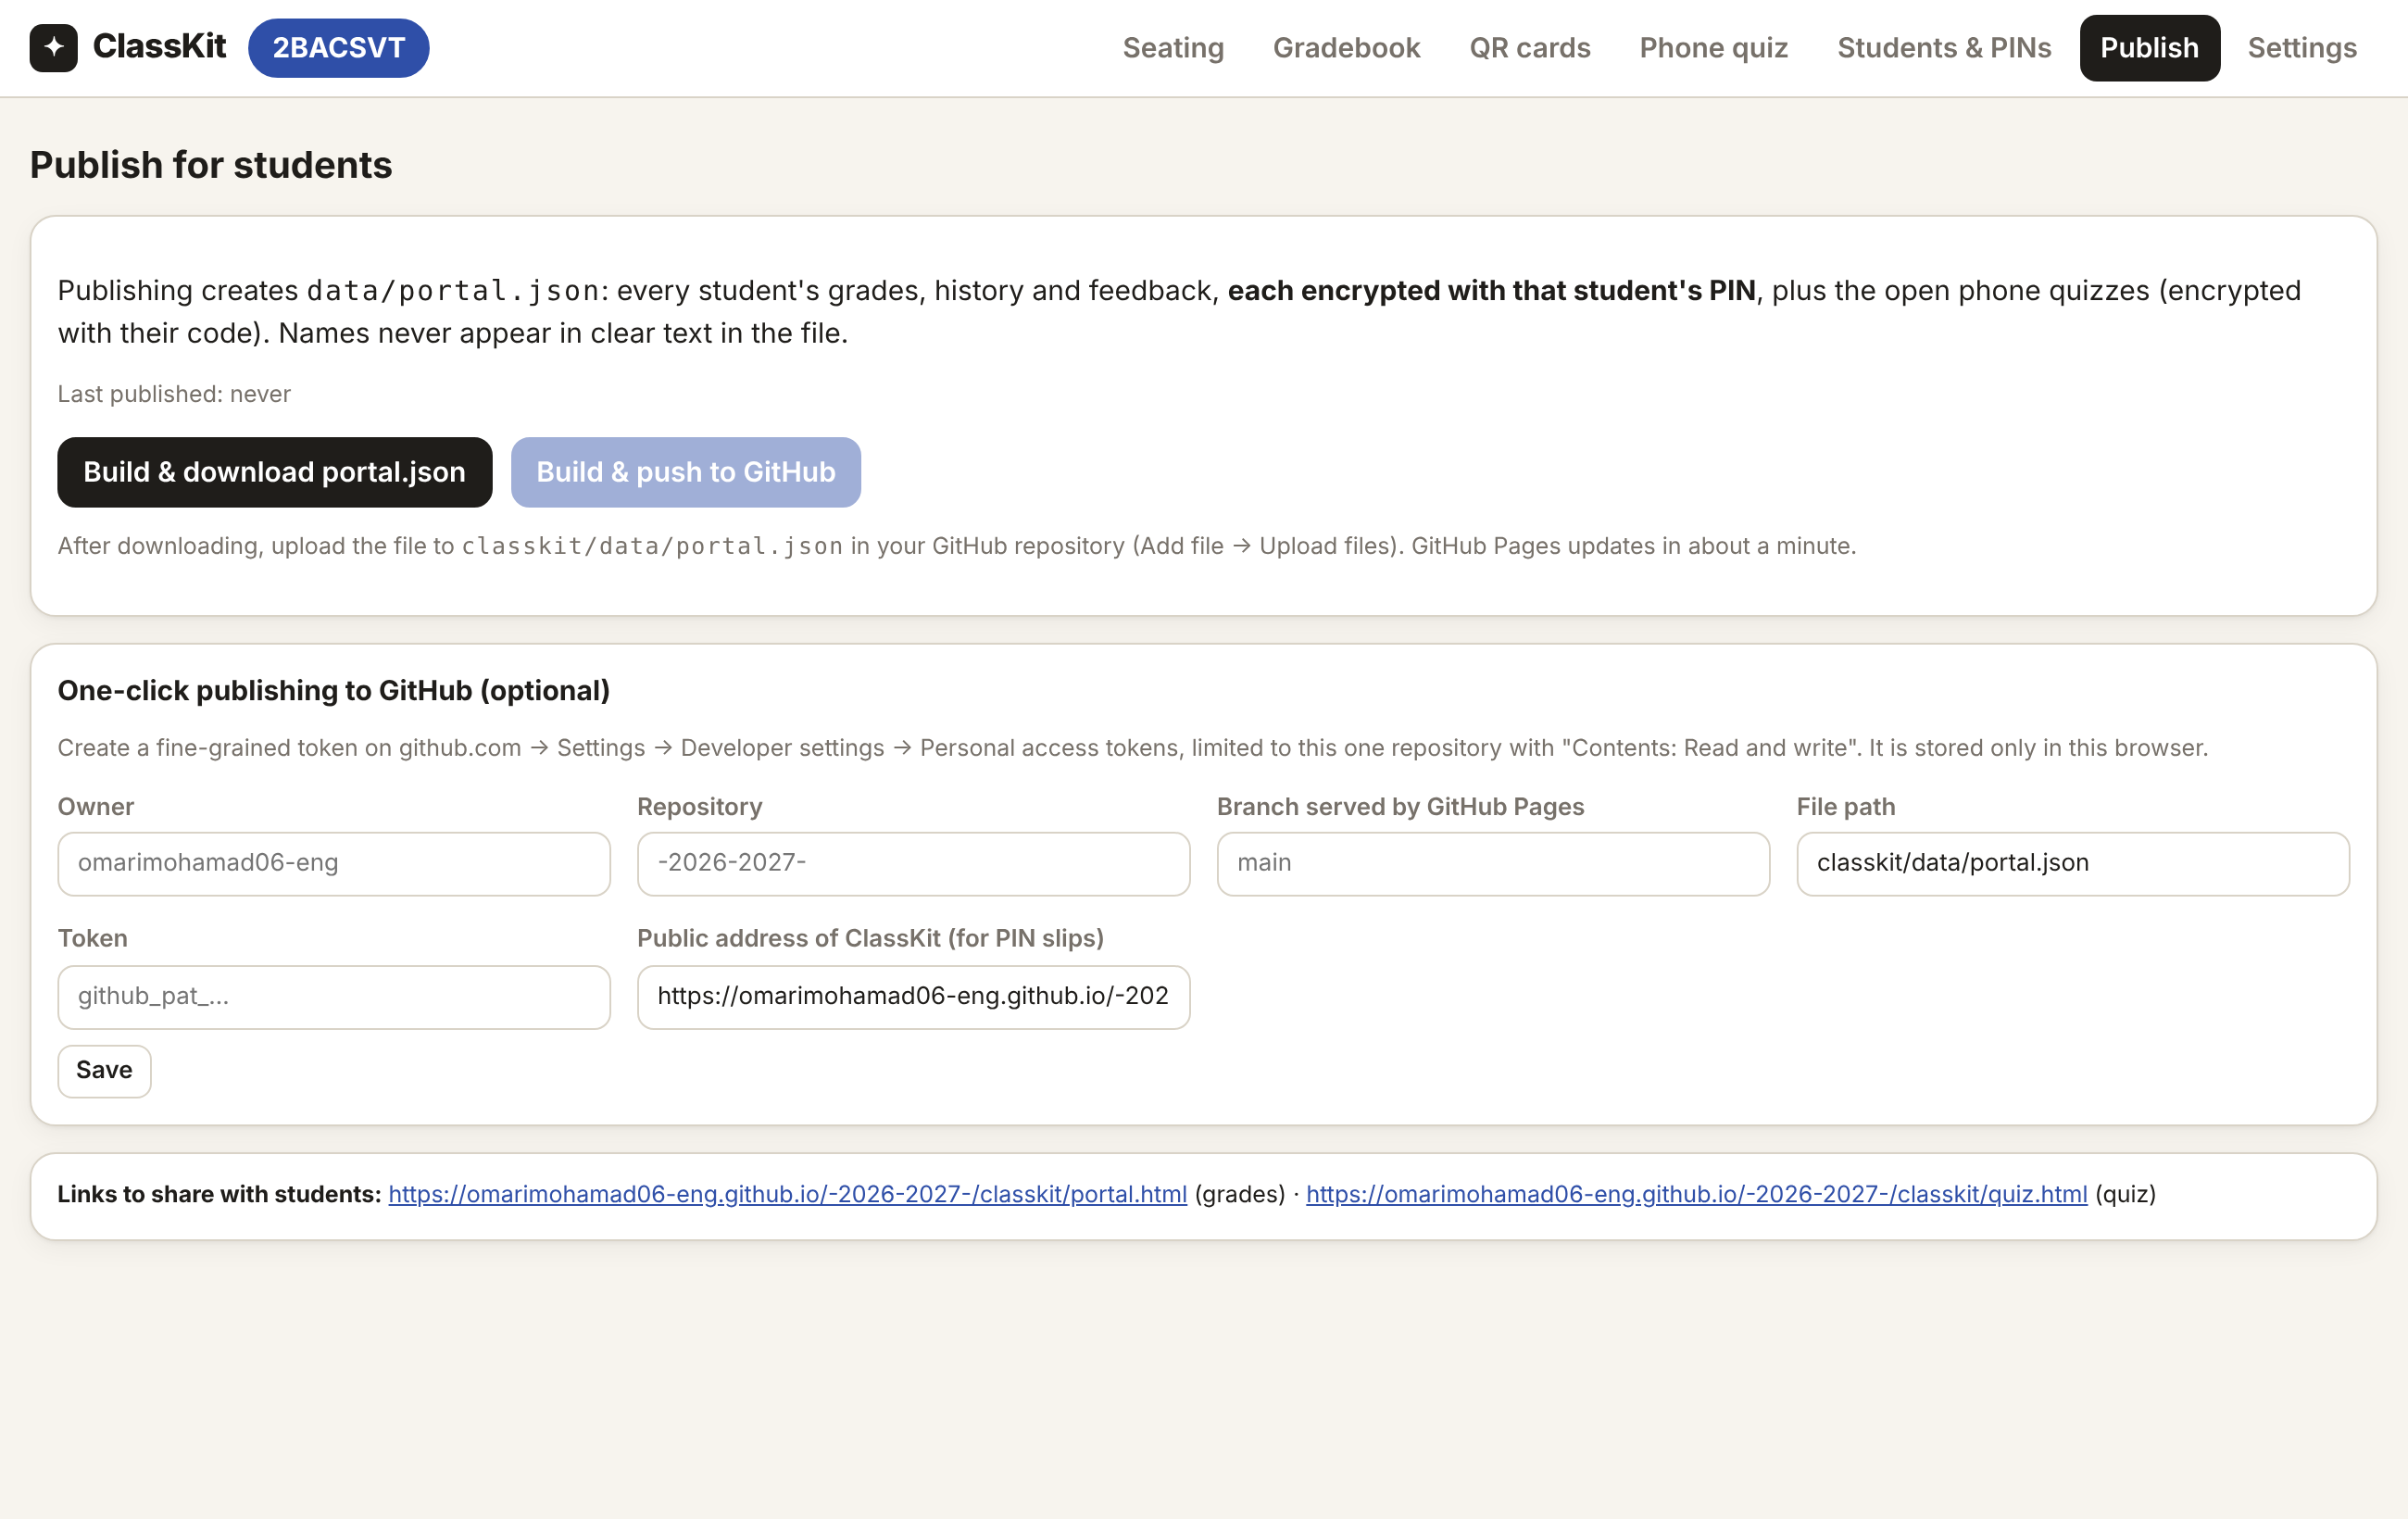 ClassKit 2BACSVT Seating Gradebook QR cards Phone quiz Students & PINs Publish Settings
Publish for students
Publishing creates data/portal.json: every student's grades, history and feedback, each encrypted with that student's PIN, plus the open phone quizzes (encrypted
with their code). Names never appear in clear text in the file.
Last published: never
Build & download portal.json Build & push to GitHub
After downloading, upload the file to classkit/data/portal.json in your GitHub repository (Add file → Upload files). GitHub Pages updates in about a minute.
One-click publishing to GitHub (optional)
Create a fine-grained token on github.com → Settings → Developer settings → Personal access tokens, limited to this one repository with "Contents: Read and write". It is stored only in this browser.
Owner Repository Branch served by GitHub Pages File path
omarimohamad06-eng -2026-2027- main classkit/data/portal.json
Token Public address of ClassKit (for PIN slips)
github_pat_... https://omarimohamad06-eng.github.io/-202
Save
Links to share with students: https://omarimohamad06-eng.github.io/-2026-2027-/classkit/portal.html (grades) · https://omarimohamad06-eng.github.io/-2026-2027-/classkit/quiz.html (quiz)